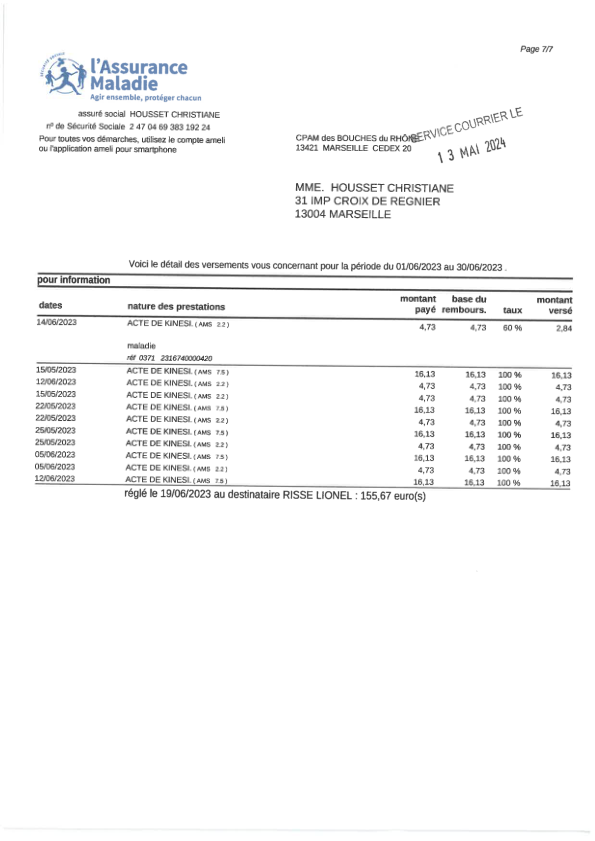 Page 7/7
SÉCURITÉ SOCIALE
l'Assurance
Maladie
Agir ensemble, protéger chacun
assuré social HOUSSET CHRISTIANE
nº de Sécurité Sociale 2 47 04 69 383 192 24
Pour toutes vos démarches, utilisez le compte ameli
ou l'application ameli pour smartphone
CPAM des BOUCHES du RHÔNE
13421 MARSEILLE CEDEX 20
SERVICE COURRIER LE
13 MAI 2024
MME. HOUSSET CHRISTIANE
31 IMP CROIX DE REGNIER
13004 MARSEILLE
Voici le détail des versements vous concernant pour la période du 01/06/2023 au 30/06/2023 .
pour information
dates nature des prestations montant payé base du rembours. taux montant versé
14/06/2023 ACTE DE KINESI. ( AMS 2.2 ) 4,73 4,73 60 % 2,84
maladie
réf 0371 2316740000420
15/05/2023 ACTE DE KINESI. ( AMS 7.5 ) 16,13 16,13 100 % 16,13
12/06/2023 ACTE DE KINESI. ( AMS 2.2 ) 4,73 4,73 100 % 4,73
15/05/2023 ACTE DE KINESI. ( AMS 2.2 ) 4,73 4,73 100 % 4,73
22/05/2023 ACTE DE KINESI. ( AMS 7.5 ) 16,13 16,13 100 % 16,13
22/05/2023 ACTE DE KINESI. ( AMS 2.2 ) 4,73 4,73 100 % 4,73
25/05/2023 ACTE DE KINESI. ( AMS 7.5 ) 16,13 16,13 100 % 16,13
25/05/2023 ACTE DE KINESI. ( AMS 2.2 ) 4,73 4,73 100 % 4,73
05/06/2023 ACTE DE KINESI. ( AMS 7.5 ) 16,13 16,13 100 % 16,13
05/06/2023 ACTE DE KINESI. ( AMS 2.2 ) 4,73 4,73 100 % 4,73
12/06/2023 ACTE DE KINESI. ( AMS 7.5 ) 16,13 16,13 100 % 16,13
réglé le 19/06/2023 au destinataire RISSE LIONEL : 155,67 euro(s)